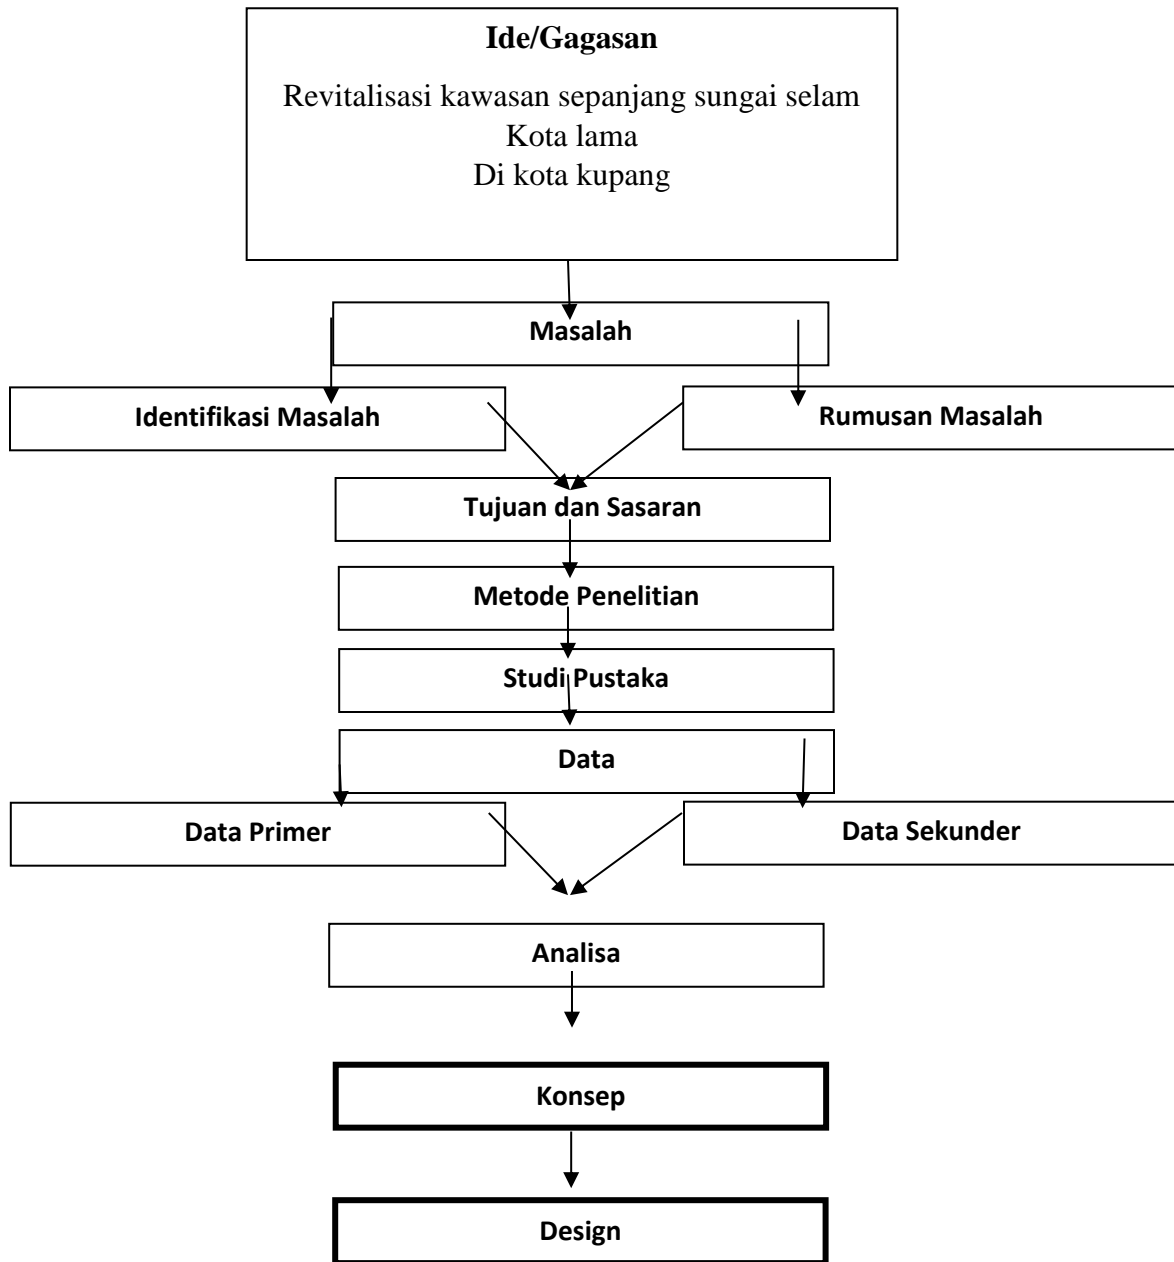 Ide/Gagasan
Revitalisasi kawasan sepanjang sungai selam
Kota lama
Di kota kupang
Masalah
Identifikasi Masalah
Rumusan Masalah
Tujuan dan Sasaran
Metode Penelitian
Studi Pustaka
Data
Data Primer
Data Sekunder
Analisa
Konsep
Design